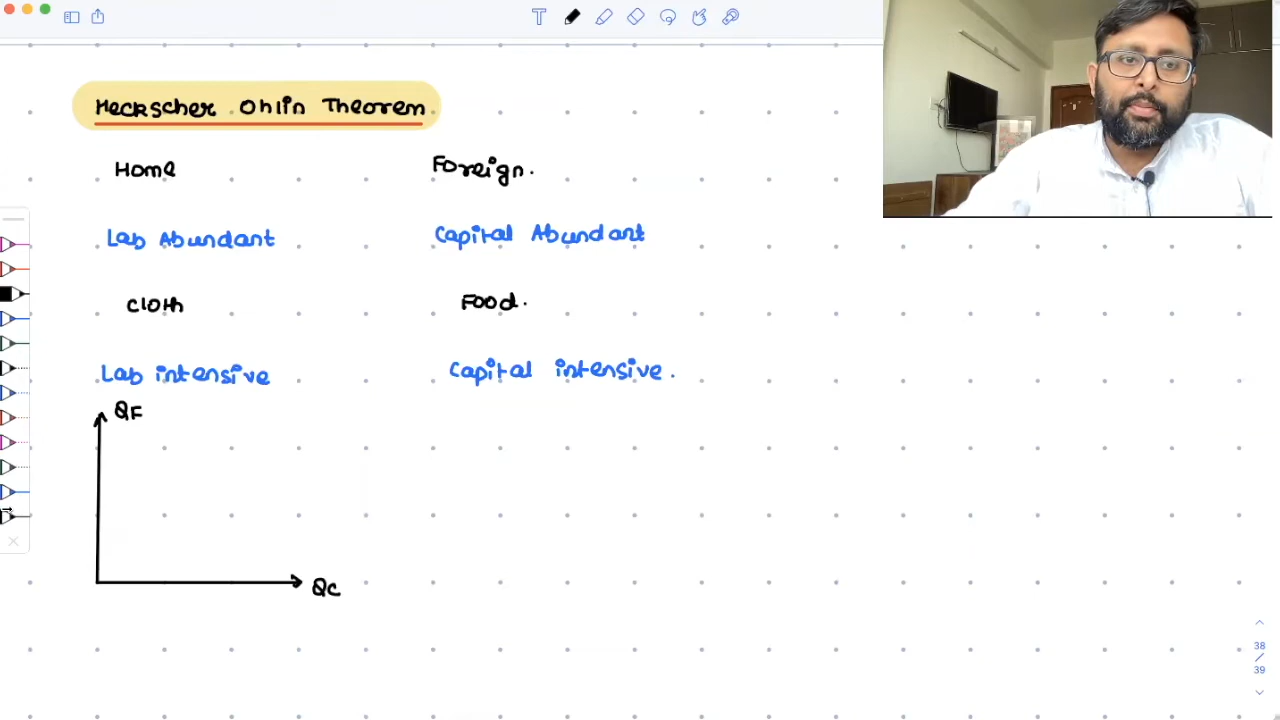 Heckscher Ohlin Theorem
Home Foreign.
Lab Abundant Capital Abundant
Cloth Food.
Lab intensive Capital intensive.
QF
QC
38
/
39